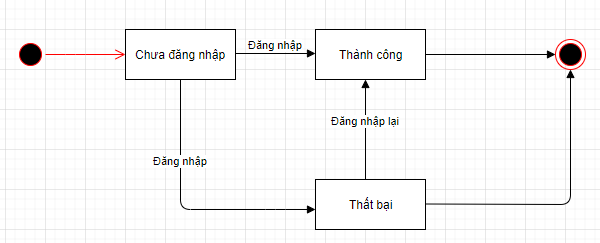 Chưa đăng nhập
Đăng nhập
Thành công
Đăng nhập lại
Đăng nhập
Thất bại